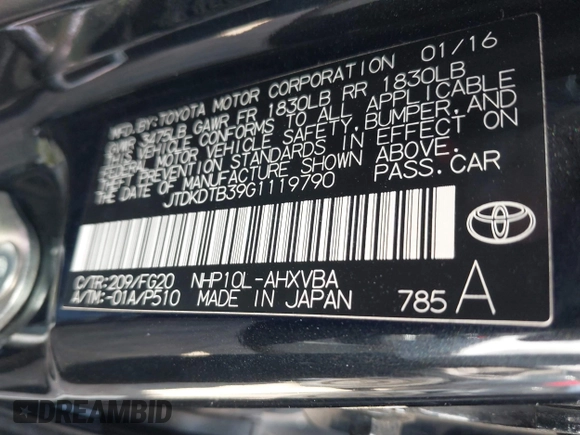 MFD. BY: TOYOTA MOTOR CORPORATION 01/16
GVWR 3475LB GAWR FR 1830LB RR 1830LB
THIS VEHICLE CONFORMS TO ALL APPLICABLE
FEDERAL MOTOR VEHICLE SAFETY, BUMPER, AND
THEFT PREVENTION STANDARDS IN EFFECT ON
THE DATE OF MANUFACTURE SHOWN ABOVE.
JTDKDTB39G1119790 PASS. CAR
C/TR: 209/FG20 NHP10L-AHXVBA
A/TM: -01A/P510 MADE IN JAPAN 785 A
TOYOTA
DREAMBID